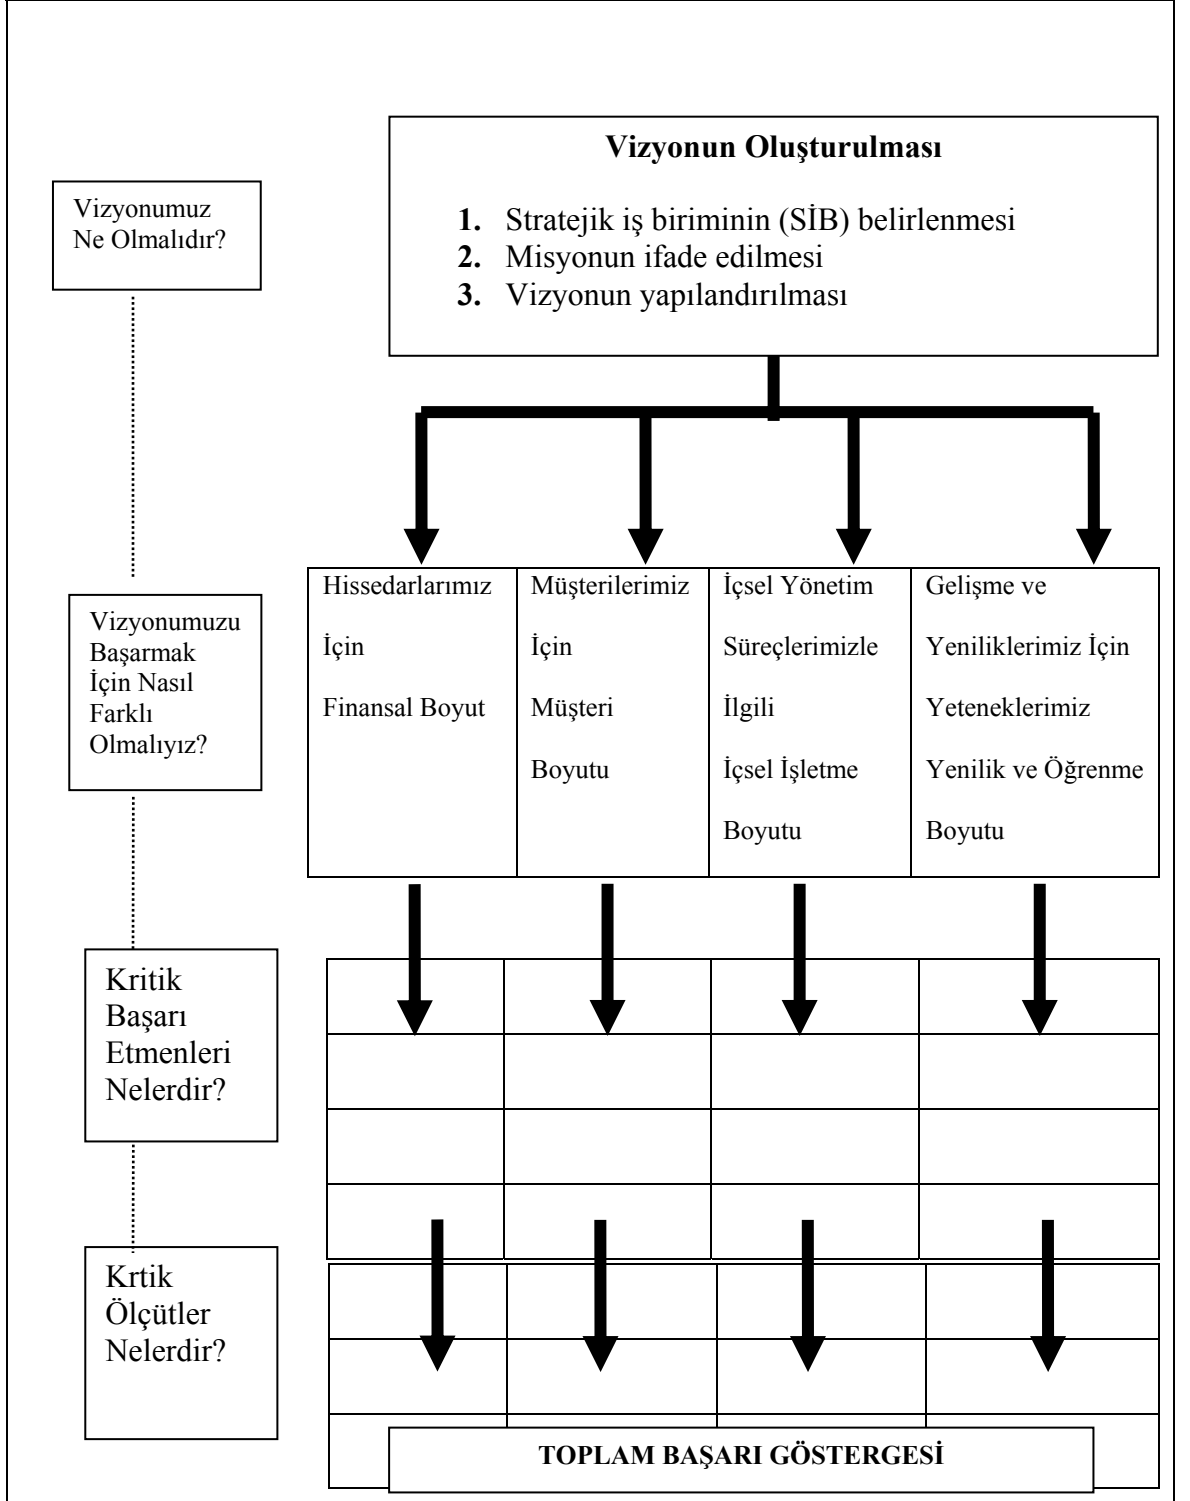 Vizyonun Oluşturulması
1. Stratejik iş biriminin (SİB) belirlenmesi
2. Misyonun ifade edilmesi
3. Vizyonun yapılandırılması
Vizyonumuz
Ne Olmalıdır?
Vizyonumuzu
Başarmak
İçin Nasıl
Farklı
Olmalıyız?
Hissedarlarımız
İçin
Finansal Boyut
Müşterilerimiz
İçin
Müşteri
Boyutu
İçsel Yönetim
Süreçlerimizle
İlgili
İçsel İşletme
Boyutu
Gelişme ve
Yeniliklerimiz İçin
Yeteneklerimiz
Yenilik ve Öğrenme
Boyutu
Kritik
Başarı
Etmenleri
Nelerdir?
Krtik
Ölçütler
Nelerdir?
TOPLAM BAŞARI GÖSTERGESİ